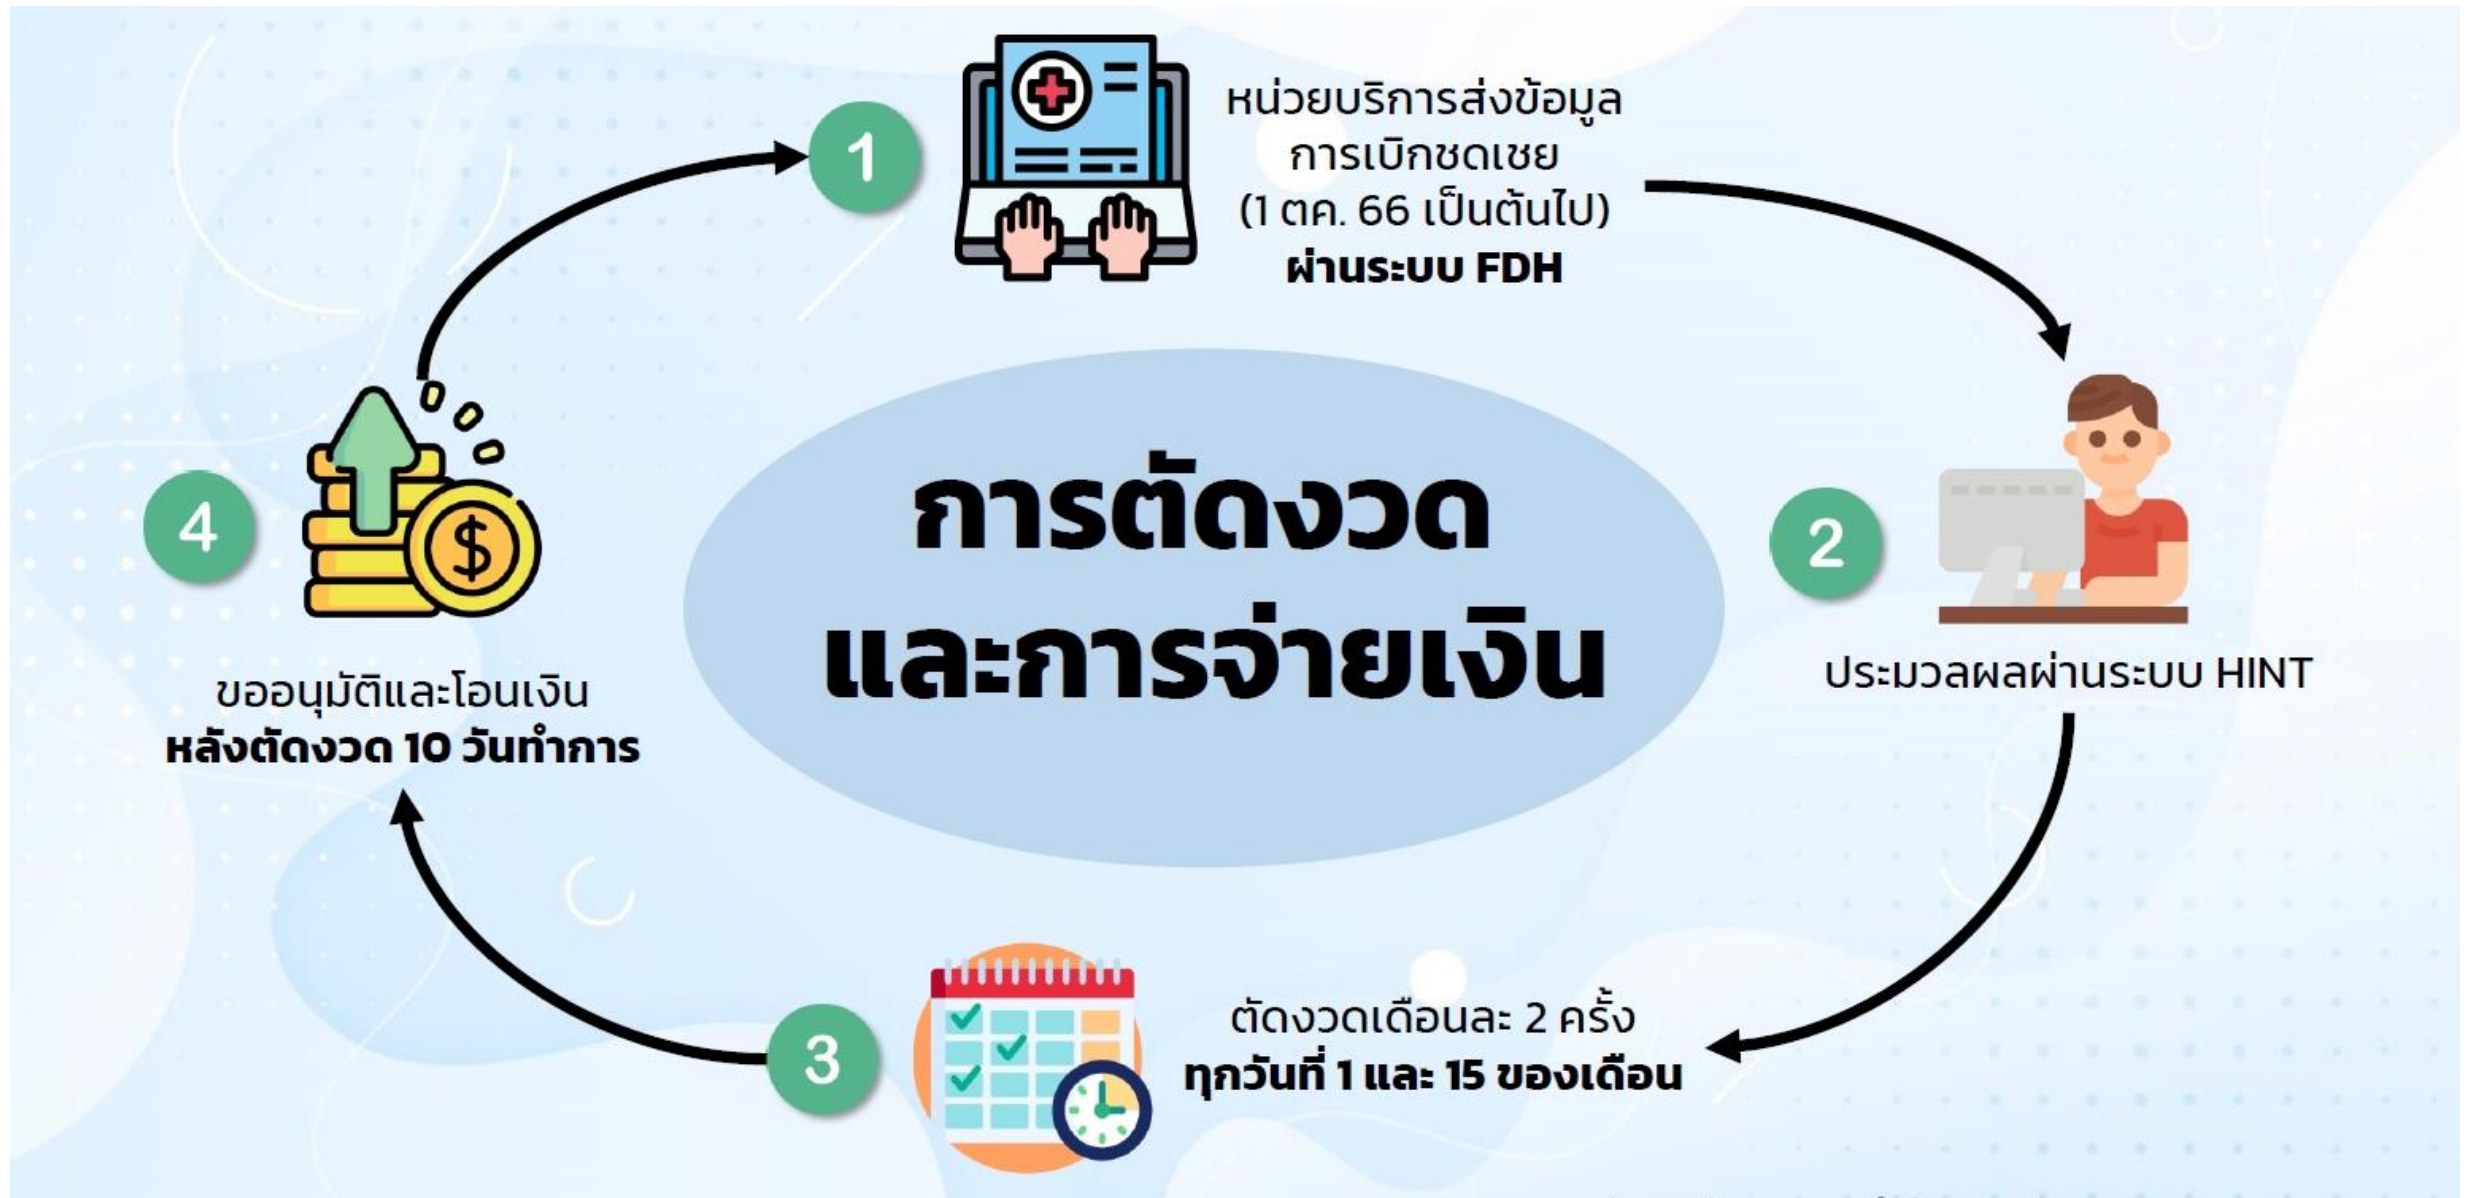 1
หน่วยบริการส่งข้อมูล
การเบิกชดเชย
(1 ตค. 66 เป็นต้นไป)
ผ่านระบบ FDH
การตัดงวด
และการจ่ายเงิน
2
ประมวลผลผ่านระบบ HINT
3
ตัดงวดเดือนละ 2 ครั้ง
ทุกวันที่ 1 และ 15 ของเดือน
4
ขออนุมัติและโอนเงิน
หลังตัดงวด 10 วันทำการ